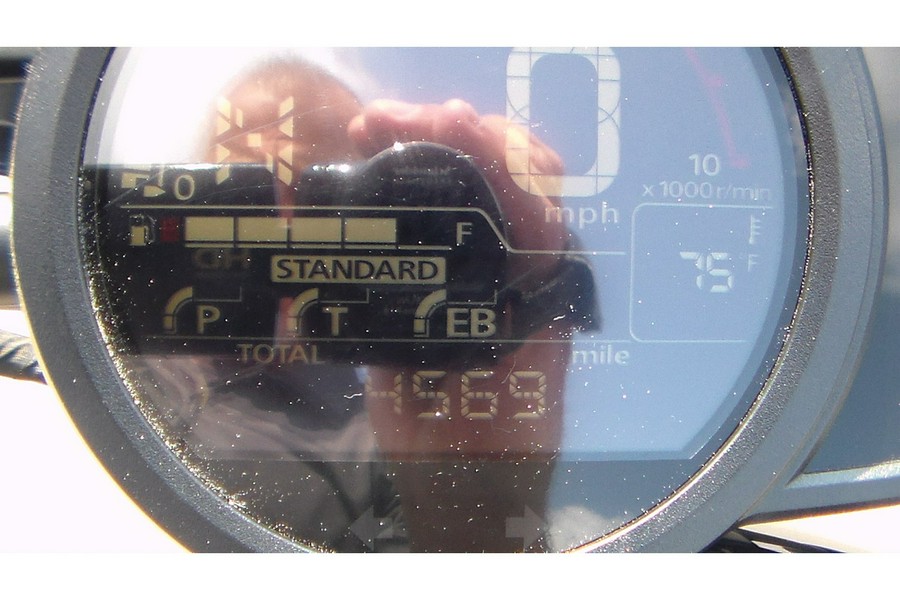 N 0
10
x1000r/min
0
mph
F
E
STANDARD
75 °F
P T EB
TOTAL mile
4569